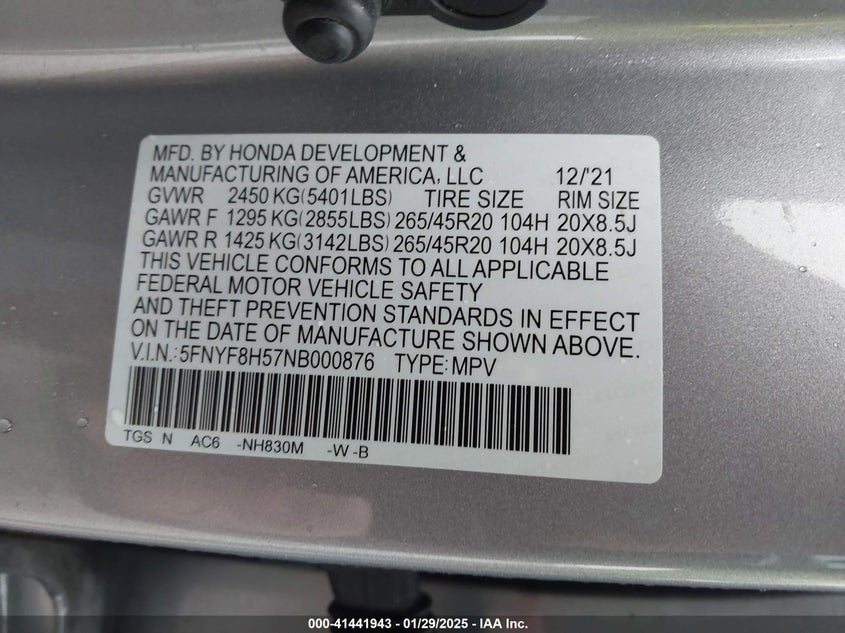 MFD. BY HONDA DEVELOPMENT &
MANUFACTURING OF AMERICA, LLC 12/'21
GVWR 2450 KG(5401LBS) TIRE SIZE RIM SIZE
GAWR F 1295 KG(2855LBS) 265/45R20 104H 20X8.5J
GAWR R 1425 KG(3142LBS) 265/45R20 104H 20X8.5J
THIS VEHICLE CONFORMS TO ALL APPLICABLE
FEDERAL MOTOR VEHICLE SAFETY
AND THEFT PREVENTION STANDARDS IN EFFECT
ON THE DATE OF MANUFACTURE SHOWN ABOVE.
V.I.N.:5FNYF8H57NB000876 TYPE:MPV
TGS N AC6 -NH830M -W -B
000-41441943 - 01/29/2025 - IAA Inc.